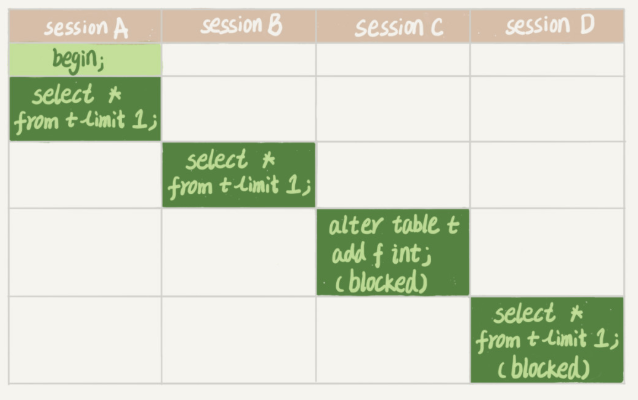 session A
session B
session C
session D
begin;
select *
from t limit 1;
select *
from t limit 1;
alter table t
add f int;
(blocked)
select *
from t limit 1;
(blocked)